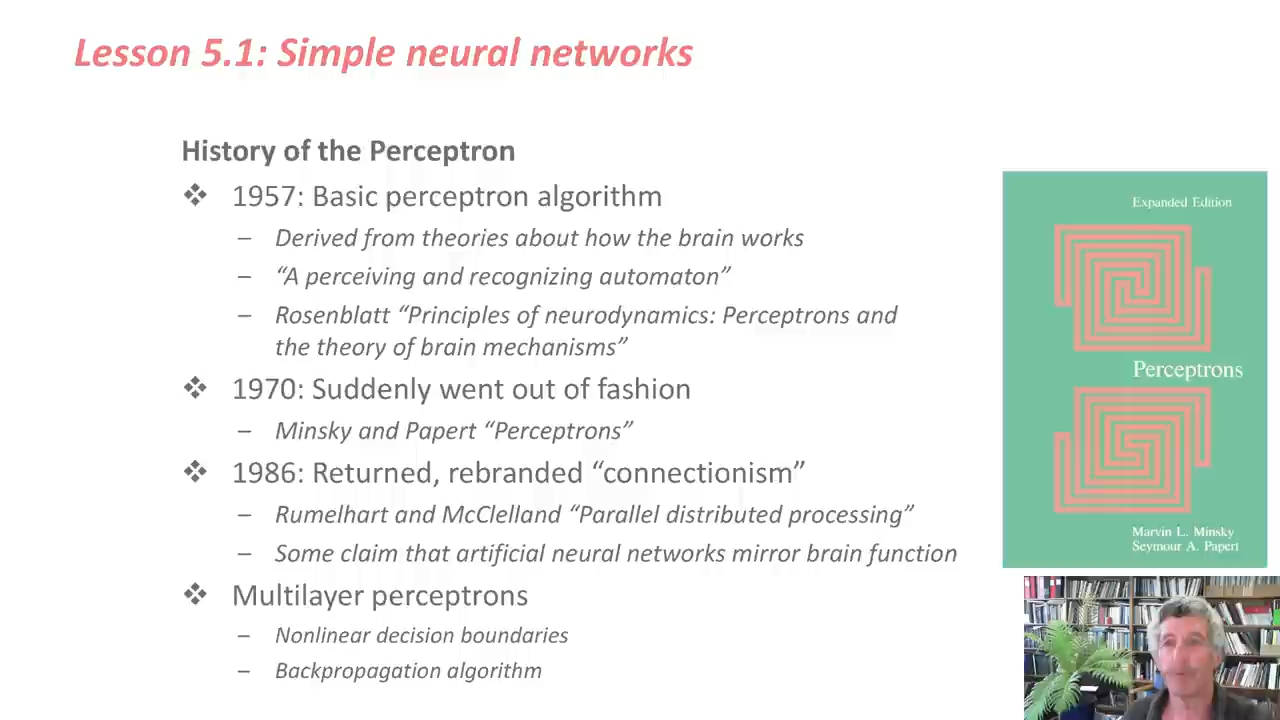 Lesson 5.1: Simple neural networks
History of the Perceptron
❖ 1957: Basic perceptron algorithm
– Derived from theories about how the brain works
– “A perceiving and recognizing automaton”
– Rosenblatt “Principles of neurodynamics: Perceptrons and
the theory of brain mechanisms”
❖ 1970: Suddenly went out of fashion
– Minsky and Papert “Perceptrons”
❖ 1986: Returned, rebranded “connectionism”
– Rumelhart and McClelland “Parallel distributed processing”
– Some claim that artificial neural networks mirror brain function
❖ Multilayer perceptrons
– Nonlinear decision boundaries
– Backpropagation algorithm
Expanded Edition
Perceptrons
Marvin L. Minsky
Seymour A. Papert